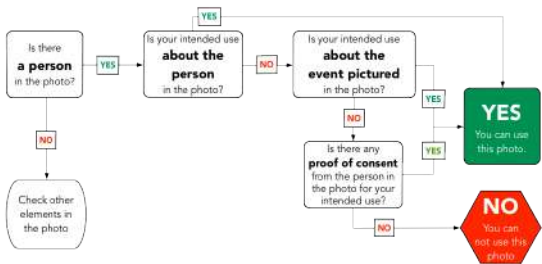 YES
Is there
a person
in the photo?
YES
Is your intended use
about the
person
in the photo?
NO
Is your intended use
about the
event pictured
in the photo?
YES
YES
You can use
this photo.
NO
NO
Is there any
proof of consent
from the person in
the photo for your
intended use?
YES
Check other
elements in
the photo
NO
NO
You can
not use this
photo